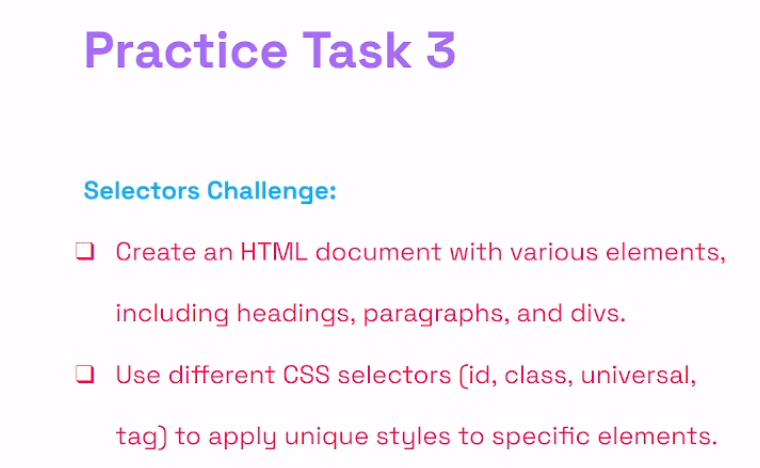 Practice Task 3
Selectors Challenge:
❑ Create an HTML document with various elements,
including headings, paragraphs, and divs.
❑ Use different CSS selectors (id, class, universal,
tag) to apply unique styles to specific elements.